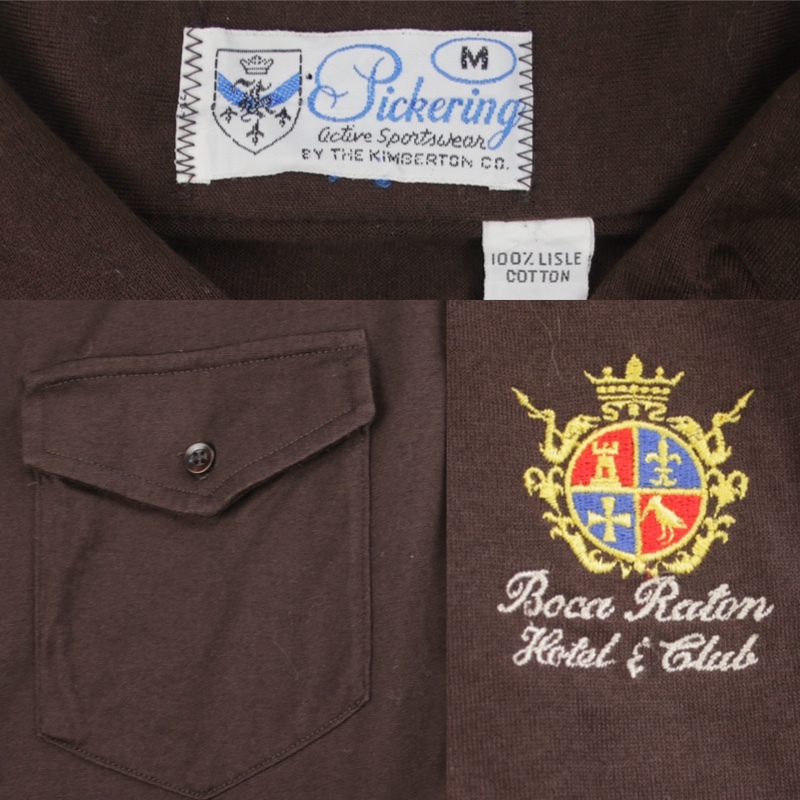 M
Pickering
active Sportswear
BY THE KIMBERTON CO.
100% LISLE
COTTON
Boca Raton
Hotel & Club